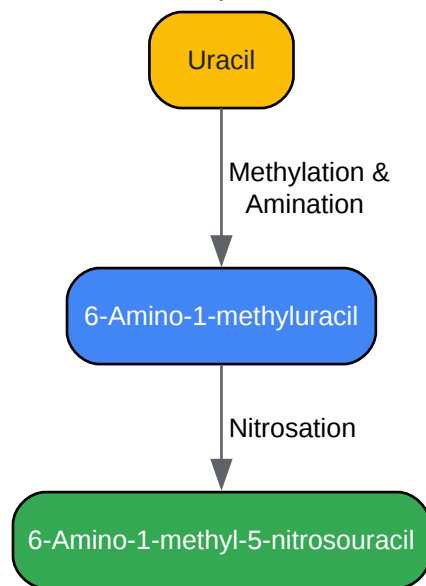 Uracil
Methylation &
Amination
6-Amino-1-methyluracil
Nitrosation
6-Amino-1-methyl-5-nitrosouracil